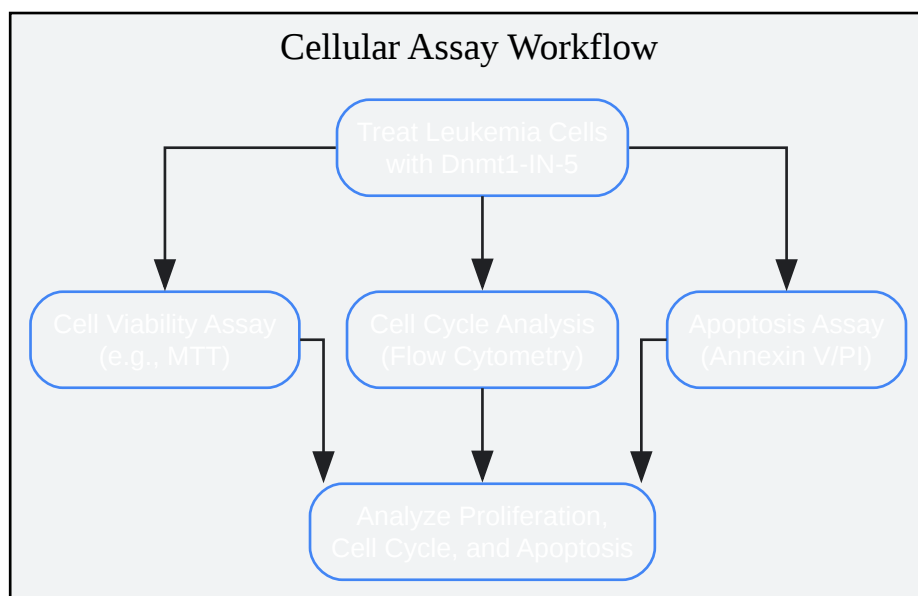 Cellular Assay Workflow
Treat Leukemia Cells
with Dnmt1-IN-5
Cell Viability Assay
(e.g., MTT)
Cell Cycle Analysis
(Flow Cytometry)
Apoptosis Assay
(Annexin V/PI)
Analyze Proliferation,
Cell Cycle, and Apoptosis